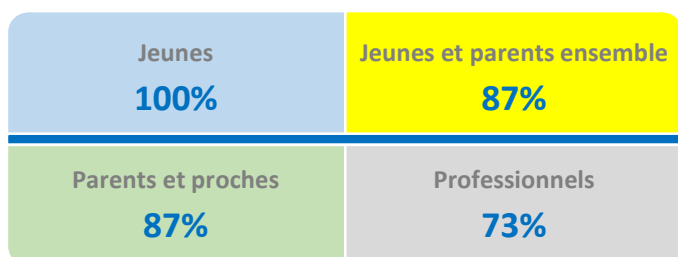 Jeunes
100%
Jeunes et parents ensemble
87%
Parents et proches
87%
Professionnels
73%